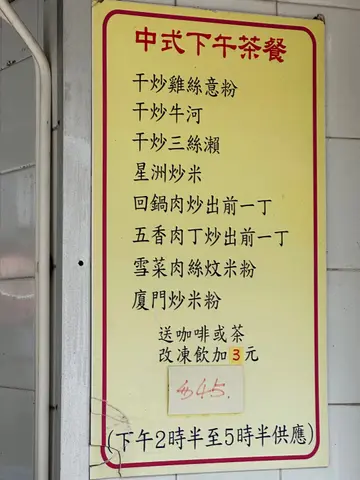 中式下午茶餐
干炒雞絲意粉
干炒牛河
干炒三絲瀨
星洲炒米
回鍋肉炒出前一丁
五香肉丁炒出前一丁
雪菜肉絲炆米粉
廈門炒米粉
送咖啡或茶
改凍飲加3元
$45.
(下午2時半至5時半供應)